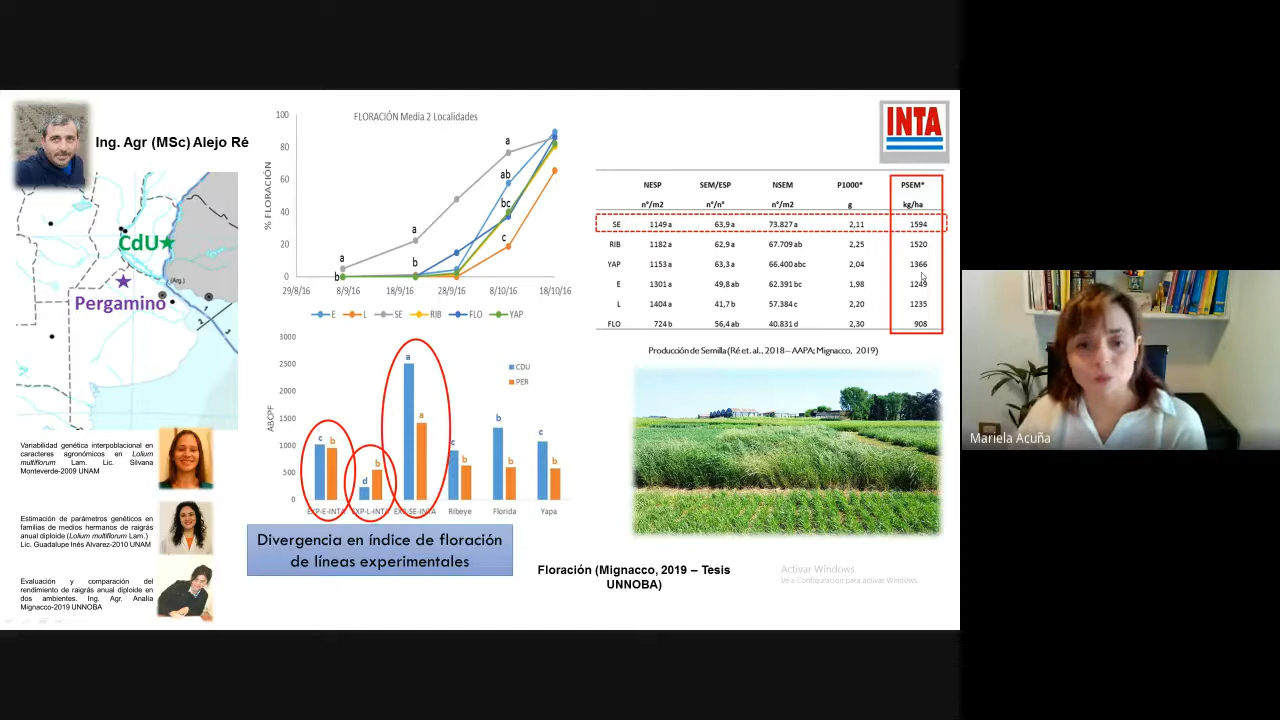 Ing. Agr (MSc) Alejo Ré
CdU
Pergamino
(Arg.)
Variabilidad genética interpoblacional en
caracteres agronómicos en Lolium
multiflorum Lam. Lic. Silvana
Monteverde-2009 UNAM
Estimación de parámetros genéticos en
familias de medios hermanos de raigrás
anual diploide (Lolium multiflorum Lam.)
Lic. Guadalupe Inés Alvarez-2010 UNAM
Evaluación y comparación del
rendimiento de raigrás anual diploide en
dos ambientes. Ing. Agr. Analía
Mignacco-2019 UNNOBA
FLORACIÓN Media 2 Localidades
% FLORACIÓN
100
80
60
40
20
0
a
b
a
b
a
ab
bc
c
29/8/16 8/9/16 18/9/16 28/9/16 8/10/16 18/10/16
E L SE RIB FLO YAP
ABCPF
3000
2500
2000
1500
1000
500
0
CDU
PER
c b d b a a c b b b c b
EXP-E-INTA EXP-L-INTA EXP-SE-INTA Ribeye Florida Yapa
Divergencia en índice de floración
de líneas experimentales
INTA
NESP SEM/ESP NSEM P1000* PSEM*
n°/m2 n°/n° n°/m2 g kg/ha
SE 1149 a 63,9 a 73.827 a 2,11 1594
RIB 1182 a 62,9 a 67.709 ab 2,25 1520
YAP 1153 a 63,3 a 66.400 abc 2,04 1366
E 1301 a 49,8 ab 62.391 bc 1,98 1249
L 1404 a 41,7 b 57.384 c 2,20 1235
FLO 724 b 56,4 ab 40.831 d 2,30 908
Producción de Semilla (Ré et. al., 2018 – AAPA; Mignacco, 2019)
Floración (Mignacco, 2019 – Tesis
UNNOBA)
Activar Windows
Ve a Configuración para activar Windows.
Mariela Acuña